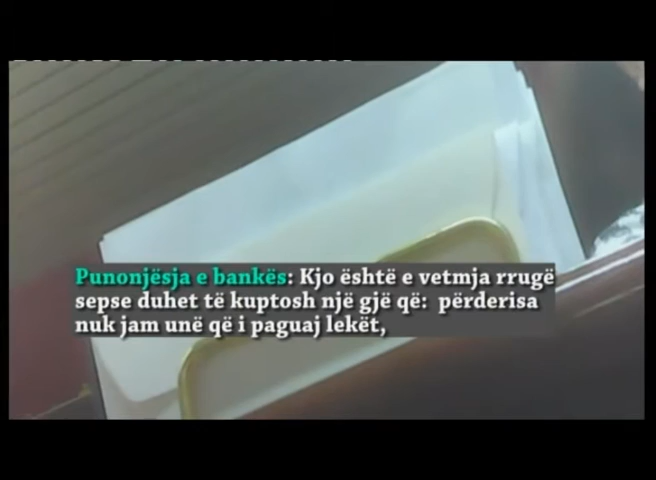 Punonjësja e bankës: Kjo është e vetmja rrugë
sepse duhet të kuptosh një gjë që: përderisa
nuk jam unë që i paguaj lekët,